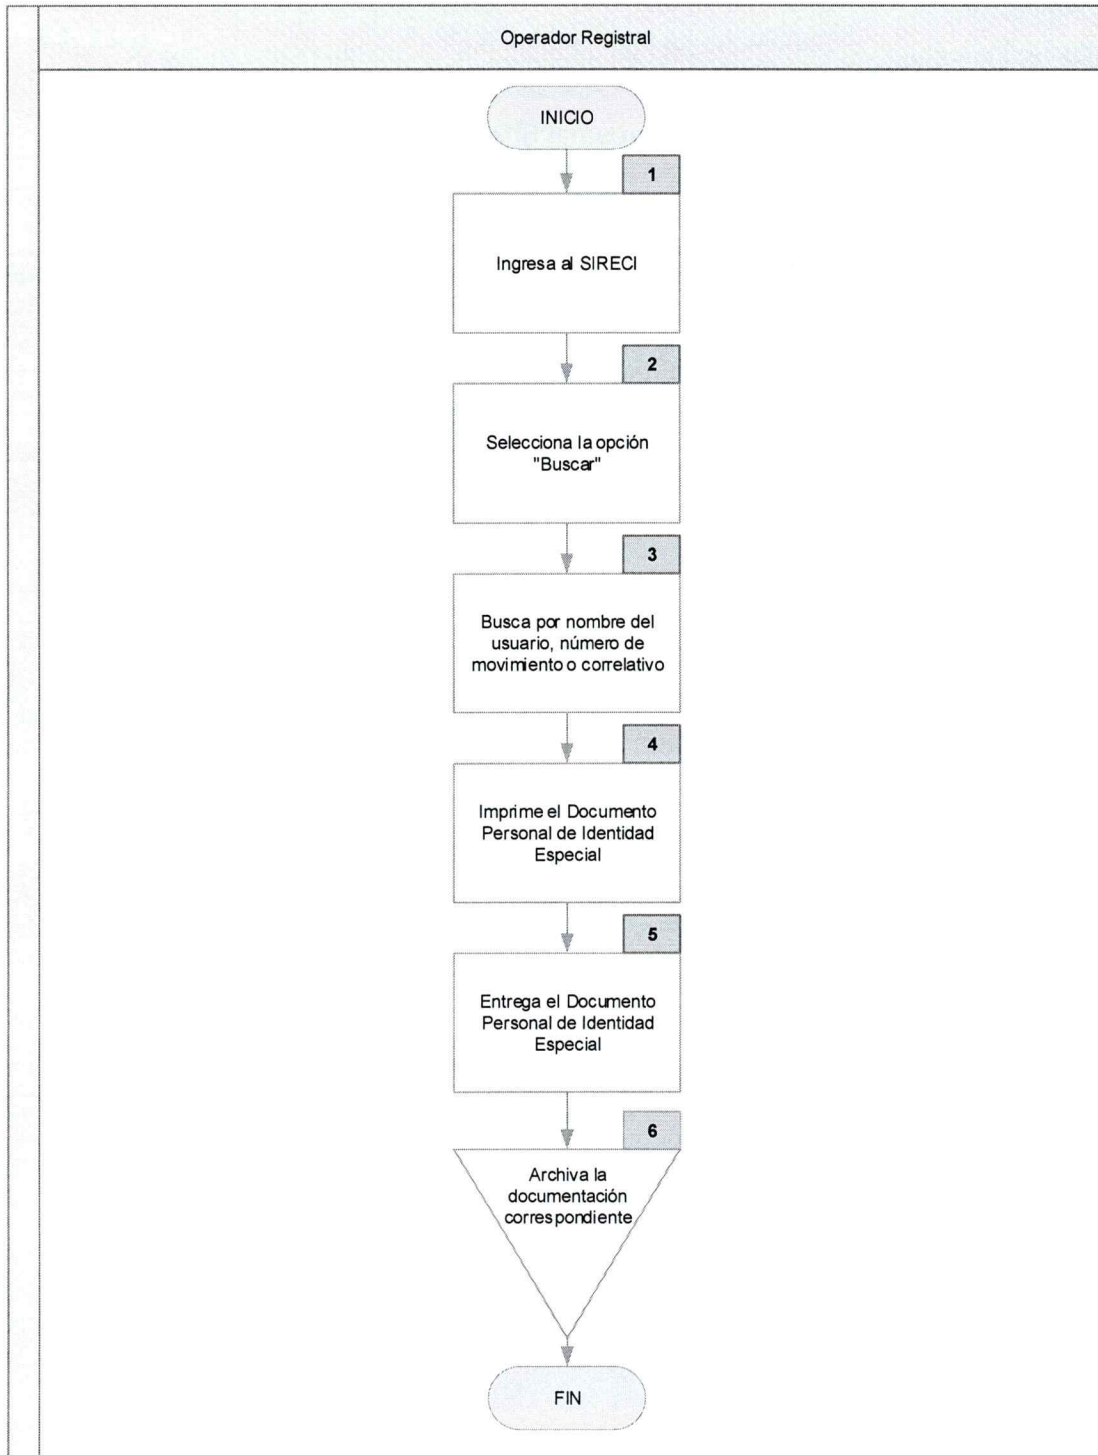 Operador Registral
INICIO
1
Ingresa al SIRECI
2
Selecciona la opción
"Buscar"
3
Busca por nombre del
usuario, número de
movimiento o correlativo
4
Imprime el Documento
Personal de Identidad
Especial
5
Entrega el Documento
Personal de Identidad
Especial
6
Archiva la
documentación
correspondiente
FIN